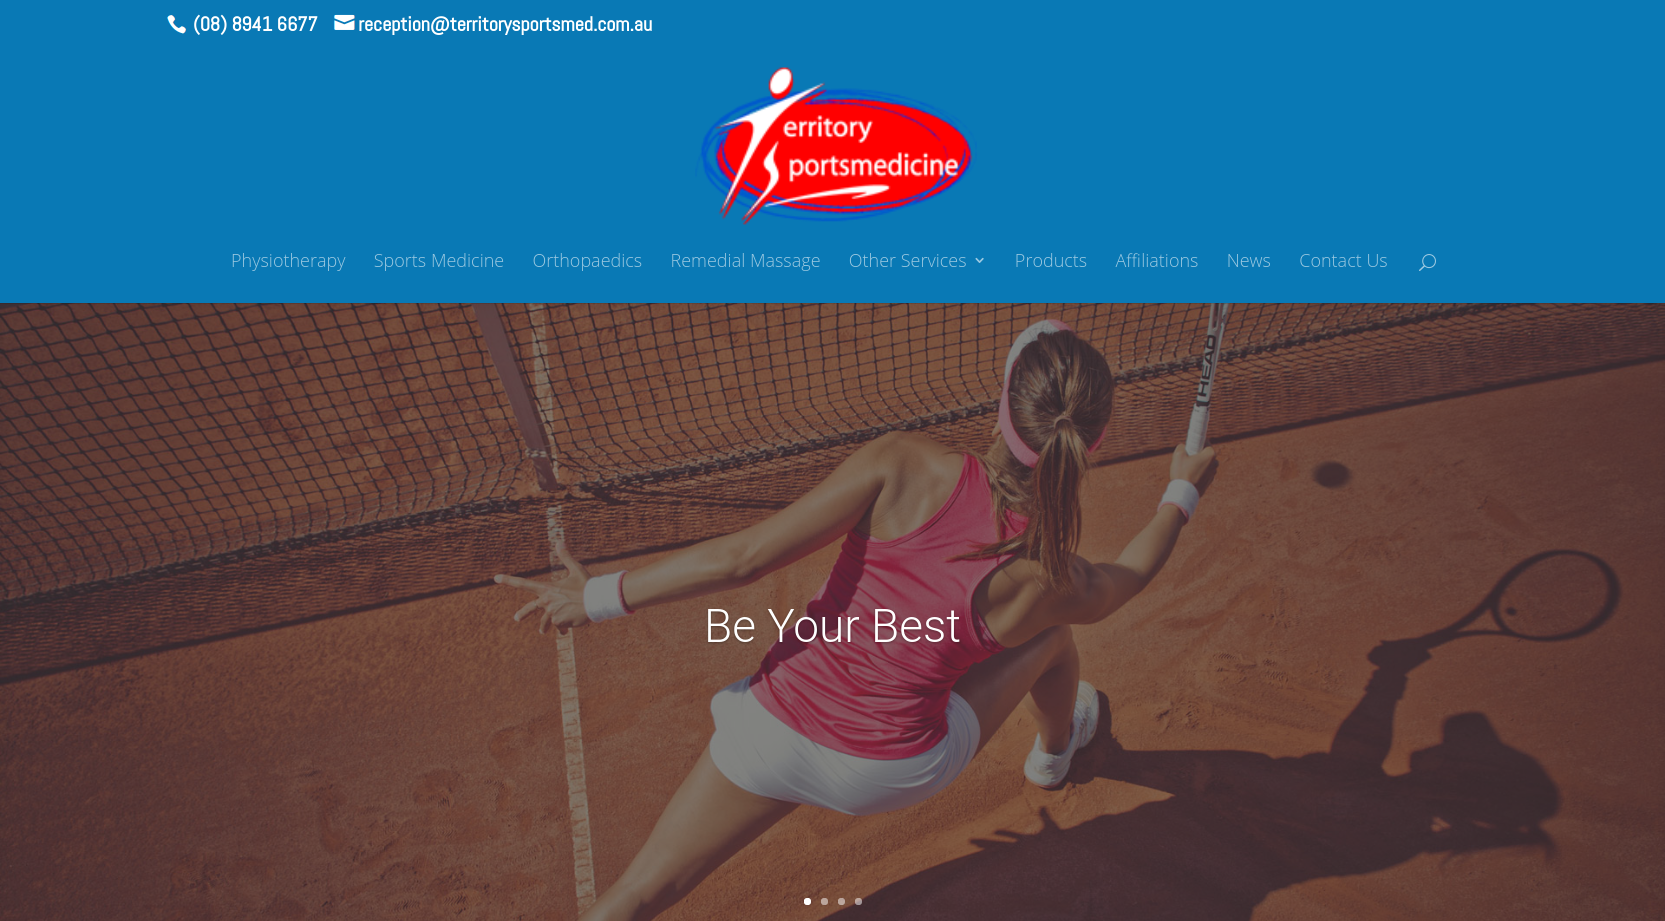 (08) 8941 6677 reception@territorysportsmed.com.au
erritory
portsmedicine
Physiotherapy Sports Medicine Orthopaedics Remedial Massage Other Services Products Affiliations News Contact Us
HEAD
Be Your Best